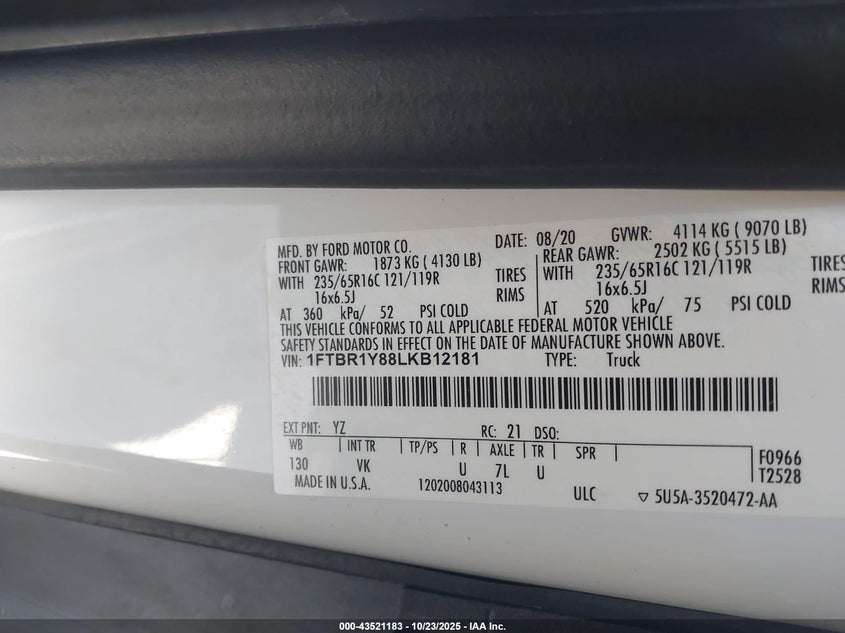 MFD. BY FORD MOTOR CO. DATE: 08/20 GVWR: 4114 KG ( 9070 LB)
FRONT GAWR: 1873 KG ( 4130 LB) REAR GAWR: 2502 KG ( 5515 LB)
WITH 235/65R16C 121/119R TIRES WITH 235/65R16C 121/119R TIRES
16x6.5J RIMS 16x6.5J RIMS
AT 360 kPa/ 52 PSI COLD AT 520 kPa/ 75 PSI COLD
THIS VEHICLE CONFORMS TO ALL APPLICABLE FEDERAL MOTOR VEHICLE
SAFETY STANDARDS IN EFFECT ON THE DATE OF MANUFACTURE SHOWN ABOVE.
VIN: 1FTBR1Y88LKB12181 TYPE: Truck
EXT PNT: YZ RC: 21 DSO:
WB INT TR TP/PS R AXLE TR SPR F0966
130 VK U 7L U T2528
MADE IN U.S.A. 1202008043113 ULC ▽ 5U5A-3520472-AA
000-43521183 - 10/23/2025 - IAA Inc.